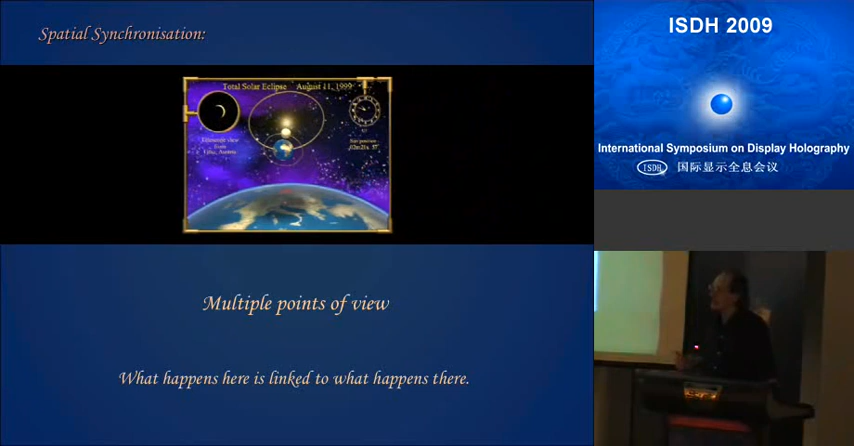 Spatial Synchronisation:
Total Solar Eclipse August 11, 1999
Multiple points of view
What happens here is linked to what happens there.
ISDH 2009
International Symposium on Display Holography
ISDH 国际显示全息会议